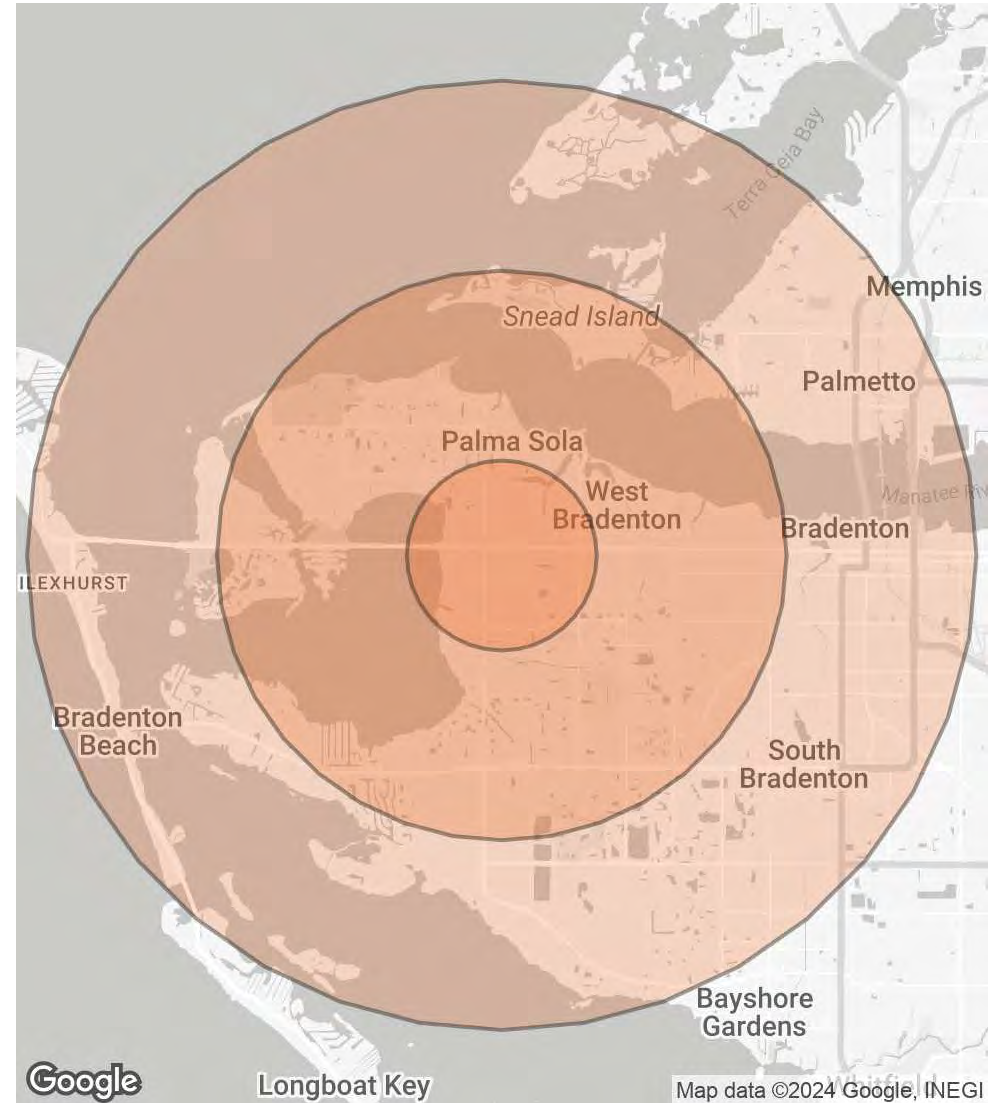 Terra Ceia Bay
Memphis
Snead Island
Palmetto
Palma Sola
West
Bradenton
Manatee Riv
Bradenton
ILEXHURST
Bradenton
Beach
South
Bradenton
Bayshore
Gardens
Whitfield
Google
Longboat Key
Map data ©2024 Google, INEGI